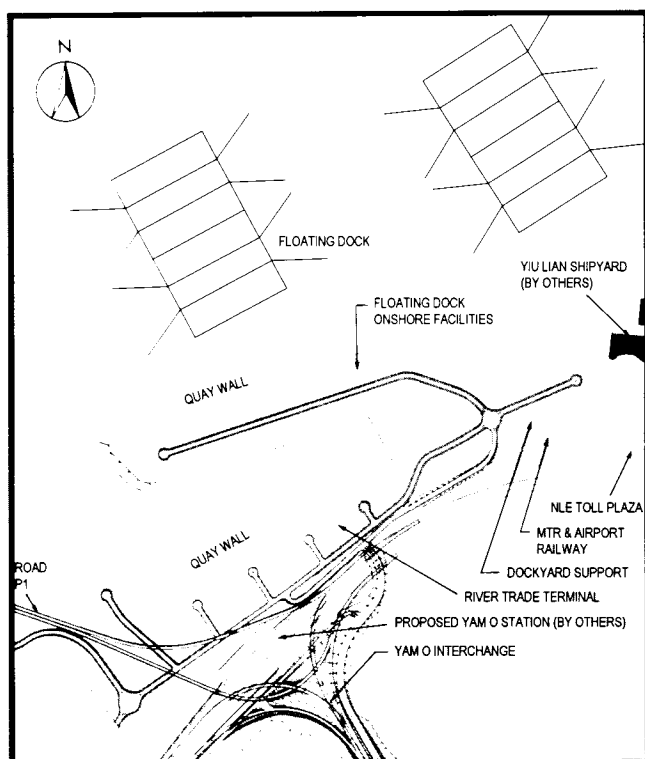 N
FLOATING DOCK
YIU LIAN SHIPYARD
(BY OTHERS)
FLOATING DOCK
ONSHORE FACILITIES
QUAY WALL
NLE TOLL PLAZA
MTR & AIRPORT
RAILWAY
QUAY WALL
DOCKYARD SUPPORT
ROAD
P1
RIVER TRADE TERMINAL
PROPOSED YAM O STATION (BY OTHERS)
YAM O INTERCHANGE